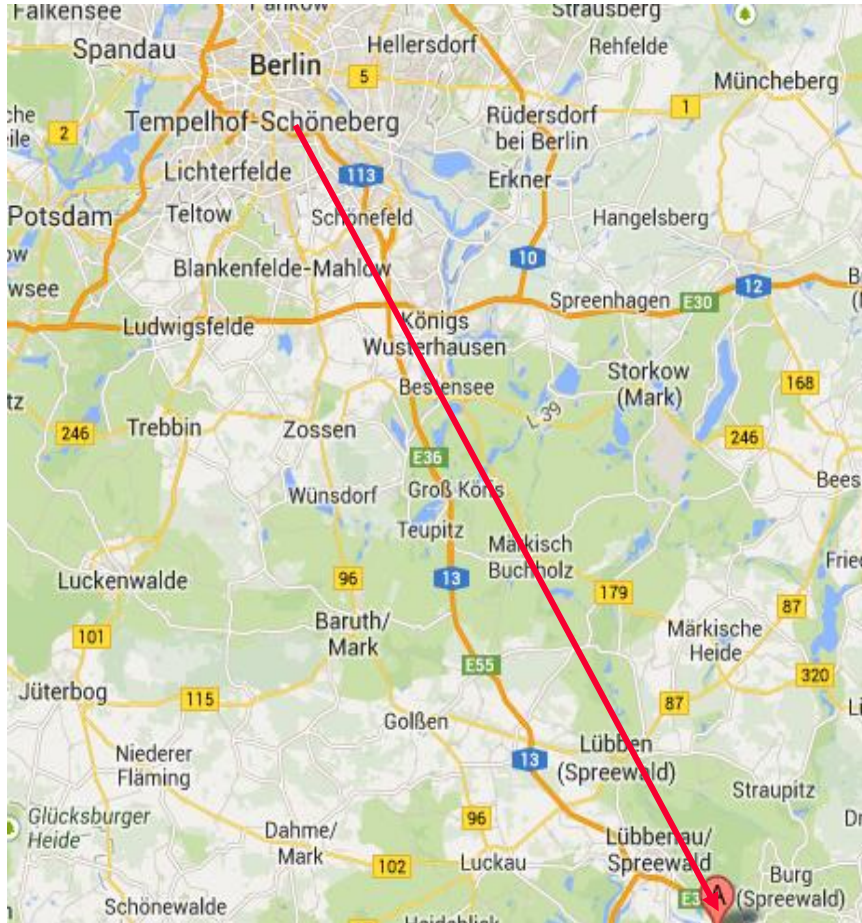 Falkensee
Pankow
Strausberg
Spandau
Hellersdorf
Rehfelde
Berlin
5
Müncheberg
1
Rüdersdorf
bei Berlin
2
Tempelhof-Schöneberg
Lichterfelde
113
Erkner
Potsdam
Teltow
Schönefeld
Hangelsberg
10
Blankenfelde-Mahlow
wsee
12
Spreenhagen
E30
Ludwigsfelde
Königs
Wusterhausen
Bestensee
Storkow
(Mark)
168
tz
L 39
246
Trebbin
Zossen
246
E36
Bees
Wünsdorf
Groß Köris
Teupitz
Märkisch
Buchholz
Fried
Luckenwalde
96
13
179
87
101
Baruth/
Mark
Märkische
Heide
E55
320
Jüterbog
115
87
Golßen
Niederer
Fläming
13
Lübben
(Spreewald)
Straupitz
Glücksburger
Heide
96
Dahme/
Mark
Lübbenau/
Spreewald
102
Luckau
A
Burg
(Spreewald)
Schönewalde